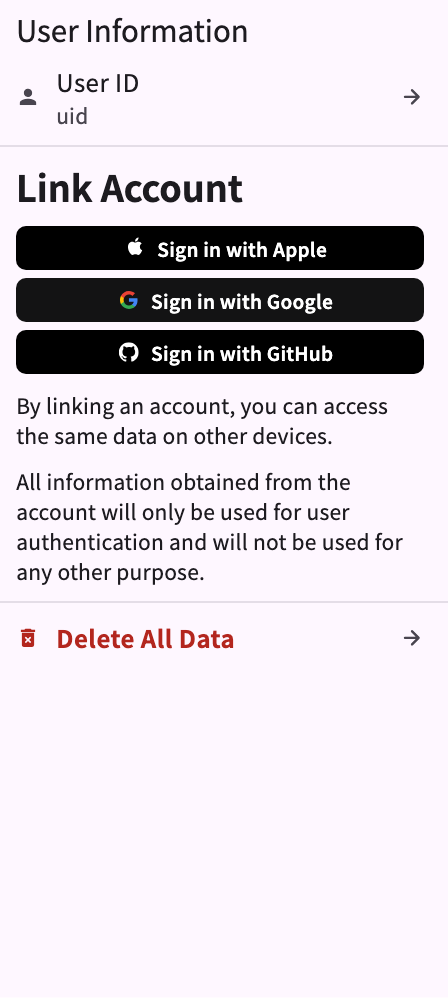 User Information
User ID
uid
Link Account
Sign in with Apple
Sign in with Google
Sign in with GitHub
By linking an account, you can access
the same data on other devices.
All information obtained from the
account will only be used for user
authentication and will not be used for
any other purpose.
Delete All Data